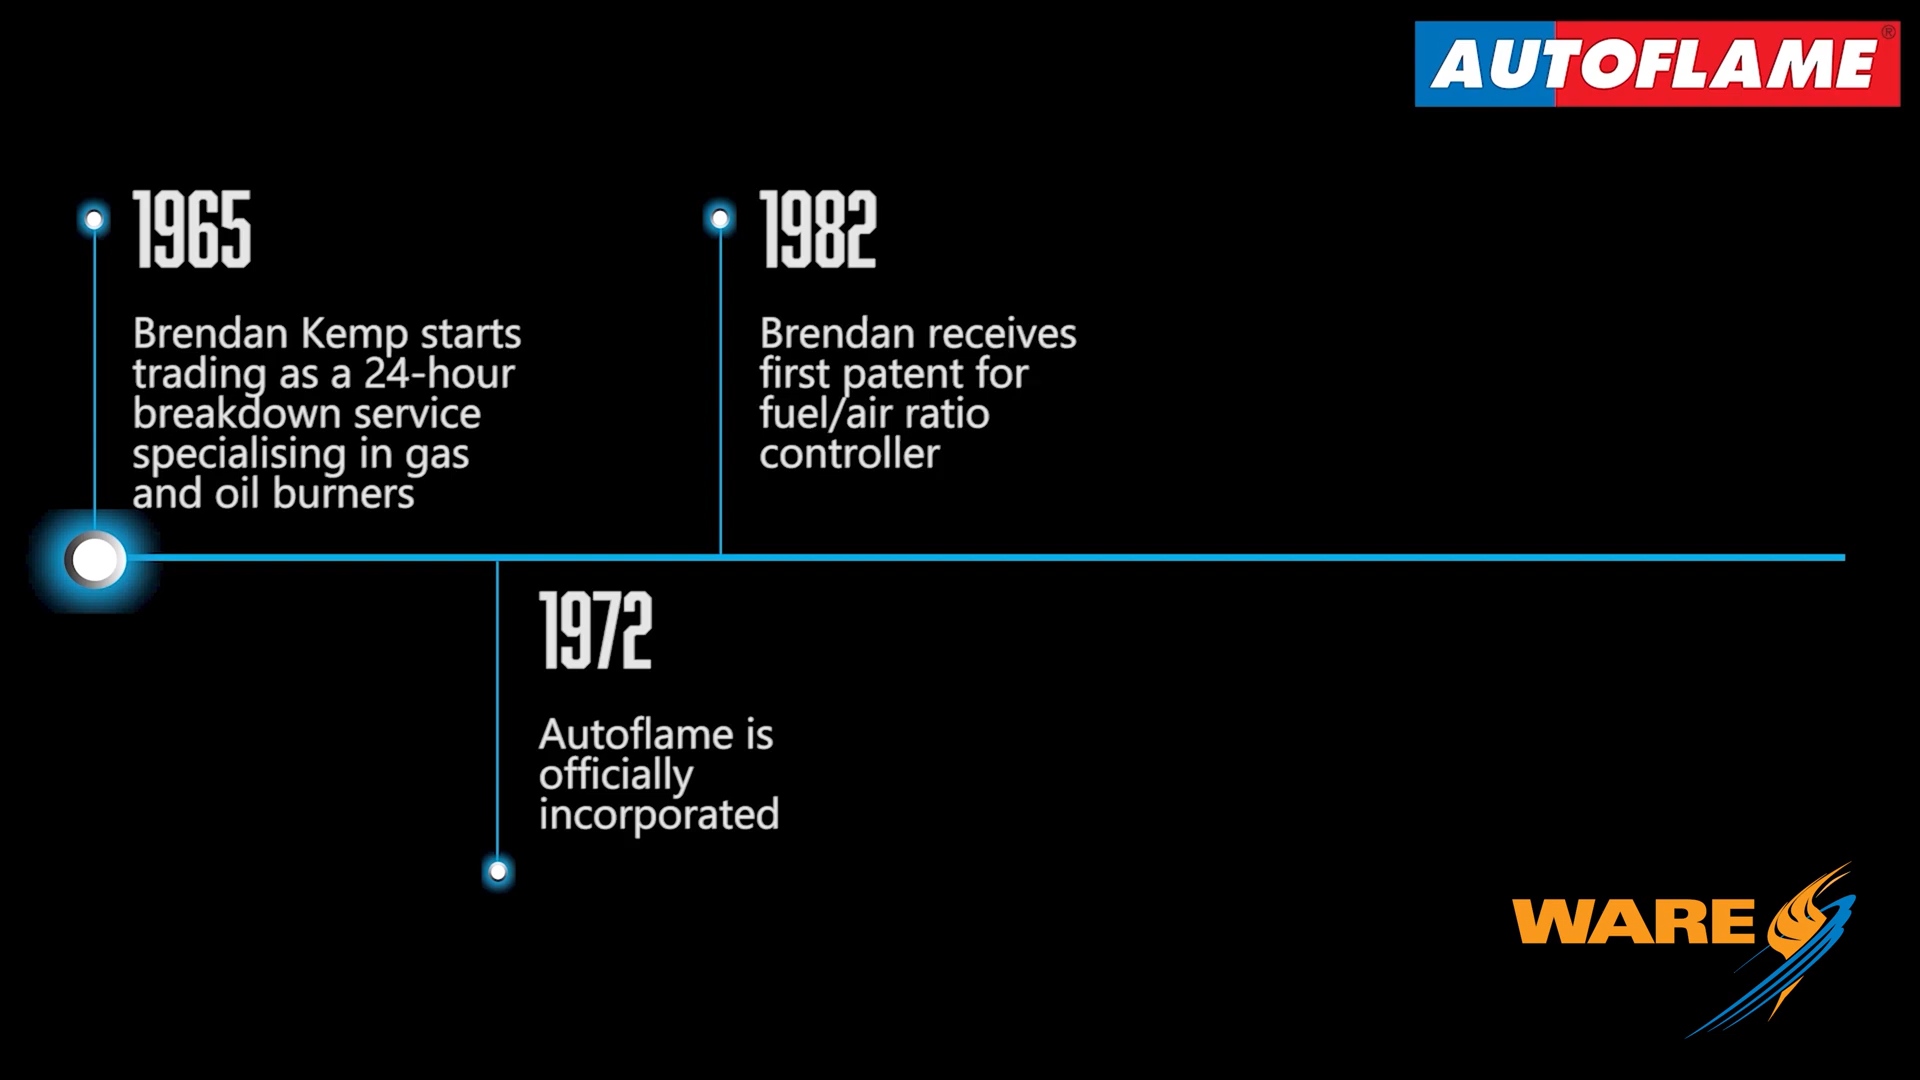 AUTOFLAME®
1965
Brendan Kemp starts
trading as a 24-hour
breakdown service
specialising in gas
and oil burners
1982
Brendan receives
first patent for
fuel/air ratio
controller
1972
Autoflame is
officially
incorporated
WARE